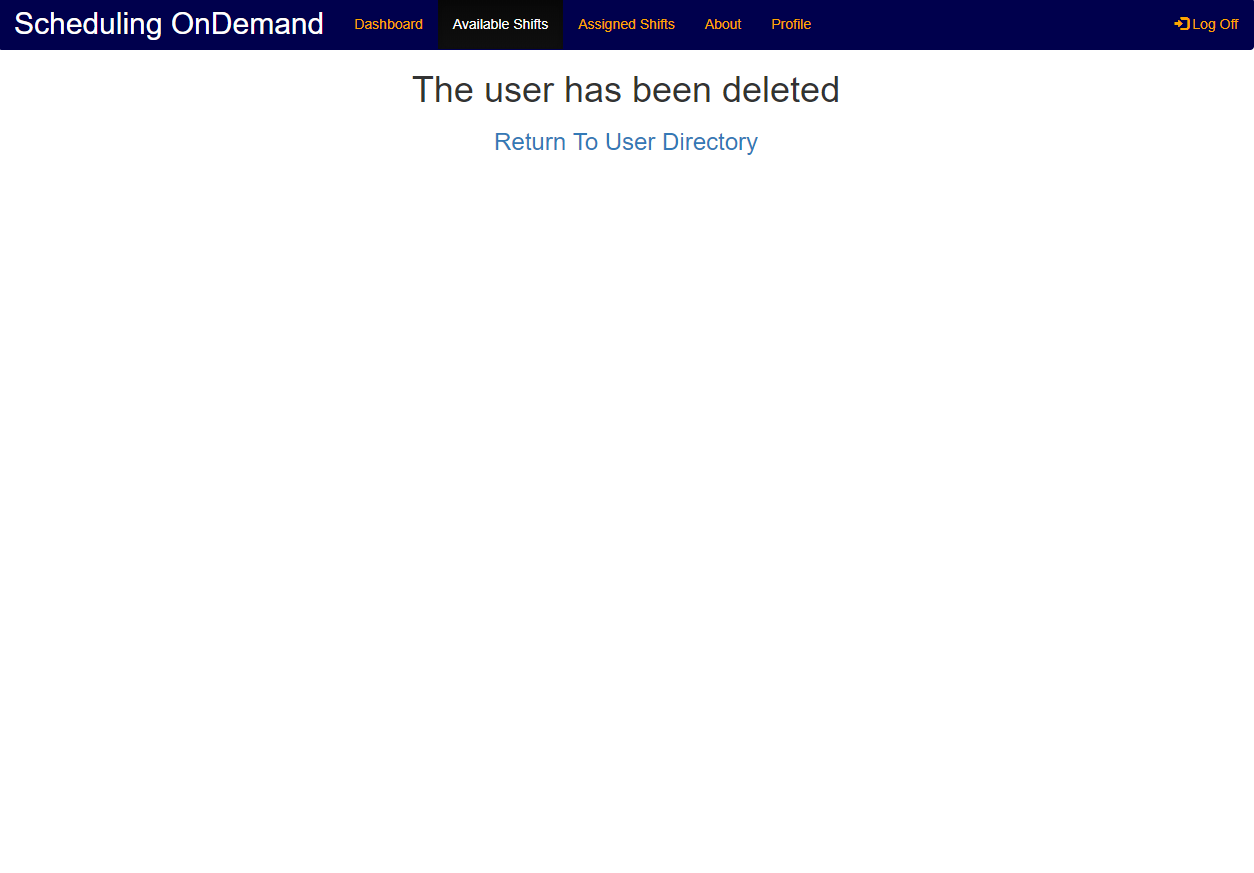 Scheduling OnDemand Dashboard Available Shifts Assigned Shifts About Profile Log Off
The user has been deleted
Return To User Directory